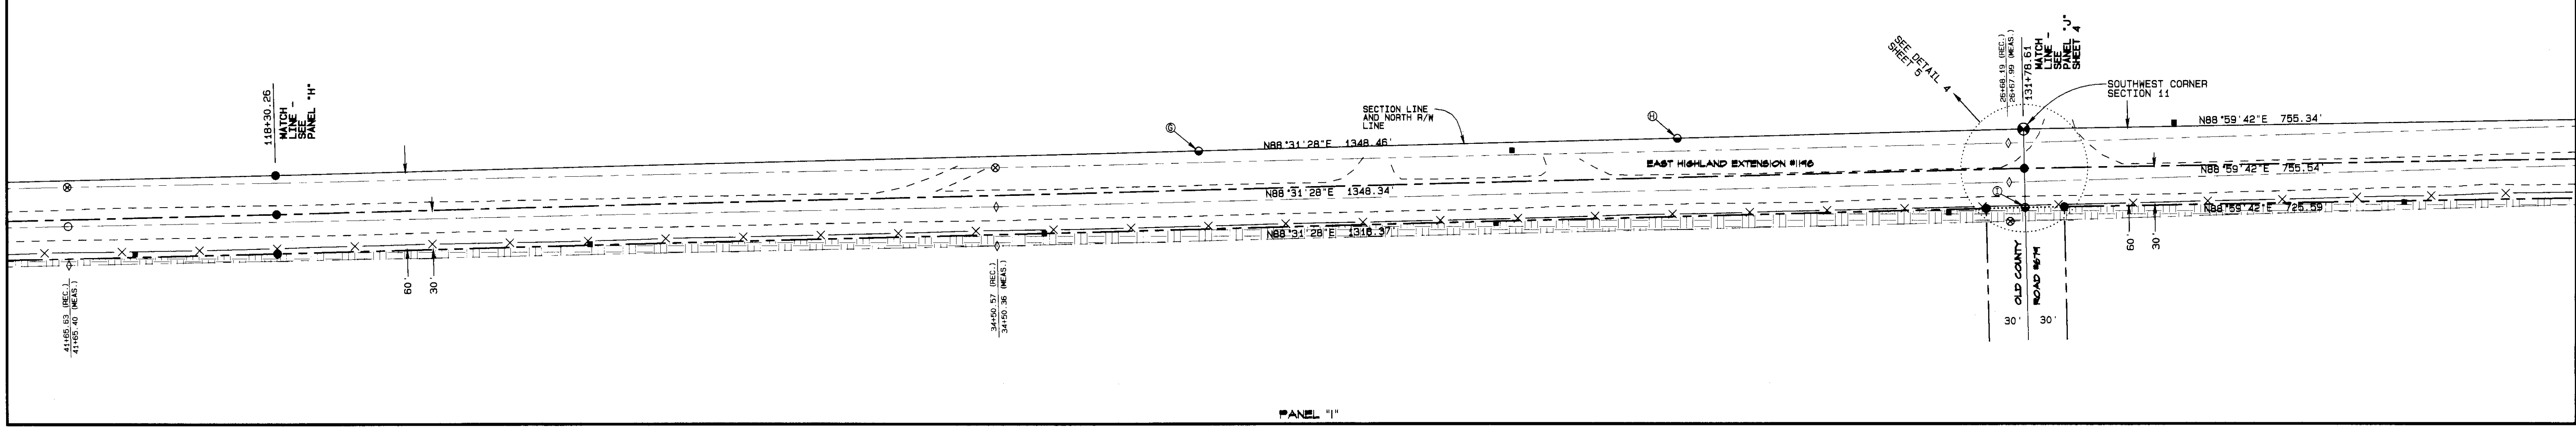 118+30.26
MATCH
LINE -
SEE
PANEL "H"
SEE DETAIL 4
SHEET 5
26+68.19 (REC.)
26+67.99 (MEAS.)
131+78.61
MATCH
LINE -
SEE
PANEL "J"
SHEET 4
SOUTHWEST CORNER
SECTION 11
SECTION LINE
AND NORTH R/W
LINE
G
H
N88°31'28"E 1348.46'
N88°59'42"E 755.34'
EAST HIGHLAND EXTENSION #1196
N88°31'28"E 1348.34'
N88°59'42"E 755.54'
I
N88°31'28"E 1318.37'
N88°59'42"E 725.59'
60'
30'
60'
30'
41+65.63 (REC.)
41+65.40 (MEAS.)
34+50.57 (REC.)
34+50.36 (MEAS.)
OLD COUNTY
ROAD #679
30'
30'
PANEL "I"